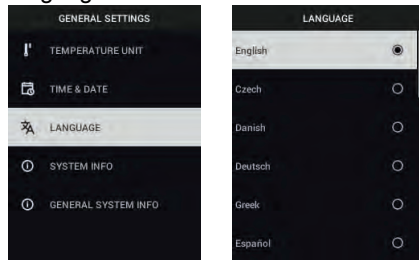 GENERAL SETTINGS
TEMPERATURE UNIT
TIME & DATE
LANGUAGE
SYSTEM INFO
GENERAL SYSTEM INFO
LANGUAGE
English
Czech
Danish
Deutsch
Greek
Español